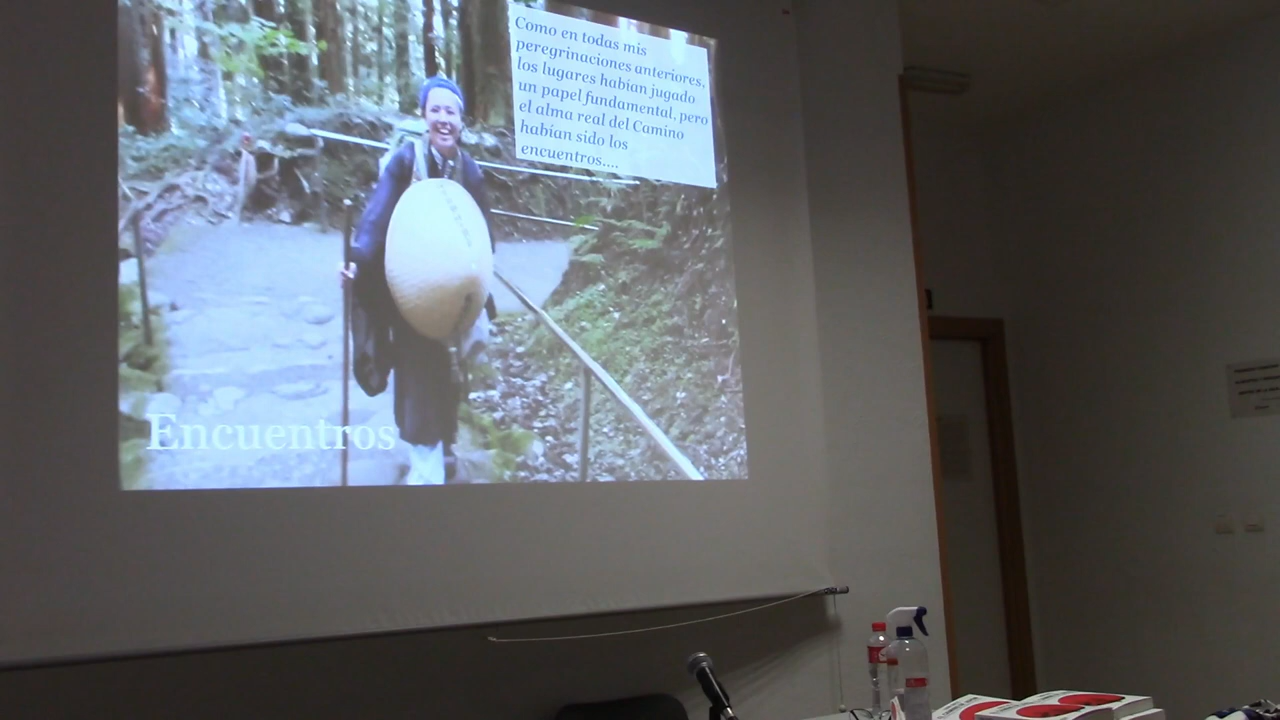 Como en todas mis
peregrinaciones anteriores,
los lugares habían jugado
un papel fundamental, pero
el alma real del Camino
habían sido los
encuentros....
Encuentros